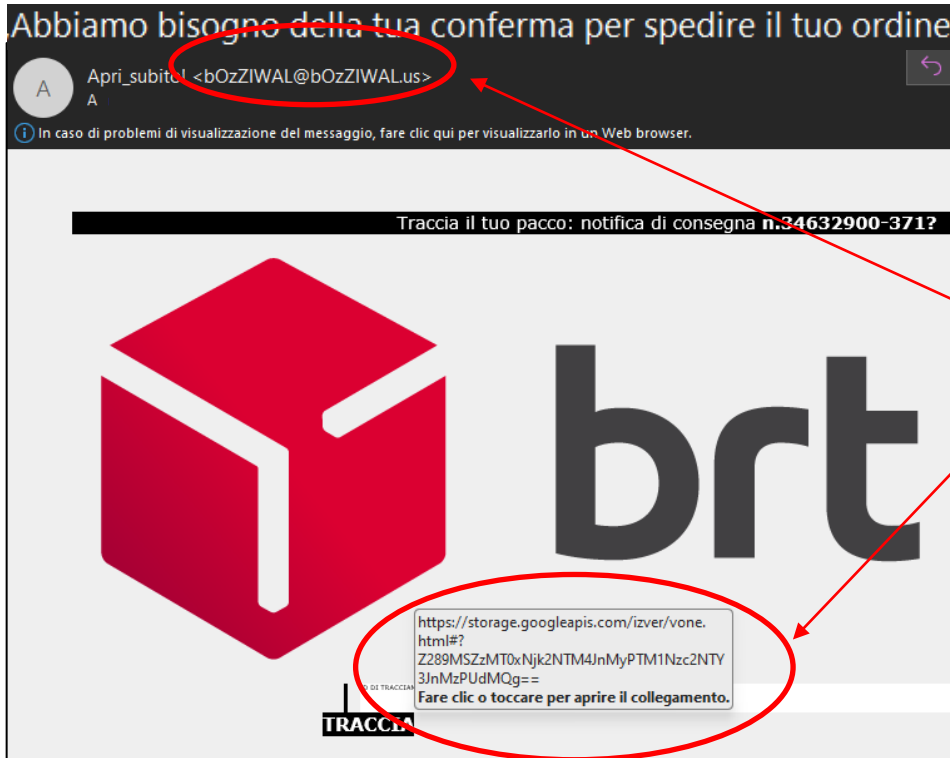 Abbiamo bisogno della tua conferma per spedire il tuo ordine
A
Apri_subito! <bOzZIWAL@bOzZIWAL.us>
A
In caso di problemi di visualizzazione del messaggio, fare clic qui per visualizzarlo in un Web browser.
Traccia il tuo pacco: notifica di consegna n.34632900-371?
brt
https://storage.googleapis.com/izver/vone.
html#?
Z289MSZzMT0xNjk2NTM4JnMyPTM1Nzc2NTY
3JnMzPUdMQg==
Fare clic o toccare per aprire il collegamento.
DI
TRACCIA